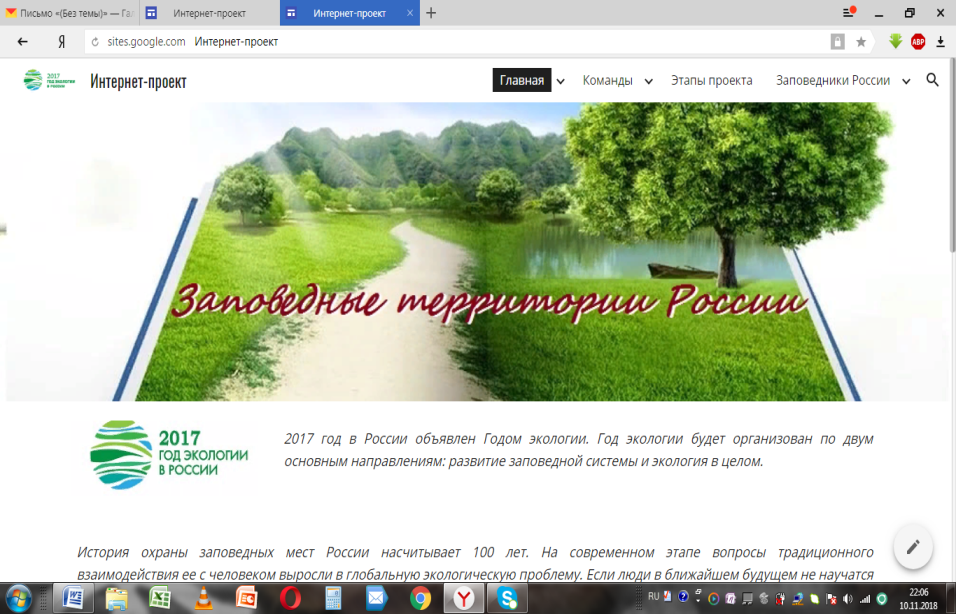 Письмо «(Без темы)» — Гал
Интернет-проект
Интернет-проект
sites.google.com Интернет-проект
ABP
2017
ГОД ЭКОЛОГИИ
В РОССИИ
Интернет-проект
Главная
Команды
Этапы проекта
Заповедники России
Заповедные территории России
2017
ГОД ЭКОЛОГИИ
В РОССИИ
2017 год в России объявлен Годом экологии. Год экологии будет организован по двум
основным направлениям: развитие заповедной системы и экология в целом.
История охраны заповедных мест России насчитывает 100 лет. На современном этапе вопросы традиционного
взаимодействия ее с человеком выросли в глобальную экологическую проблему. Если люди в ближайшем будущем не научатся
RU
22:06
10.11.2018